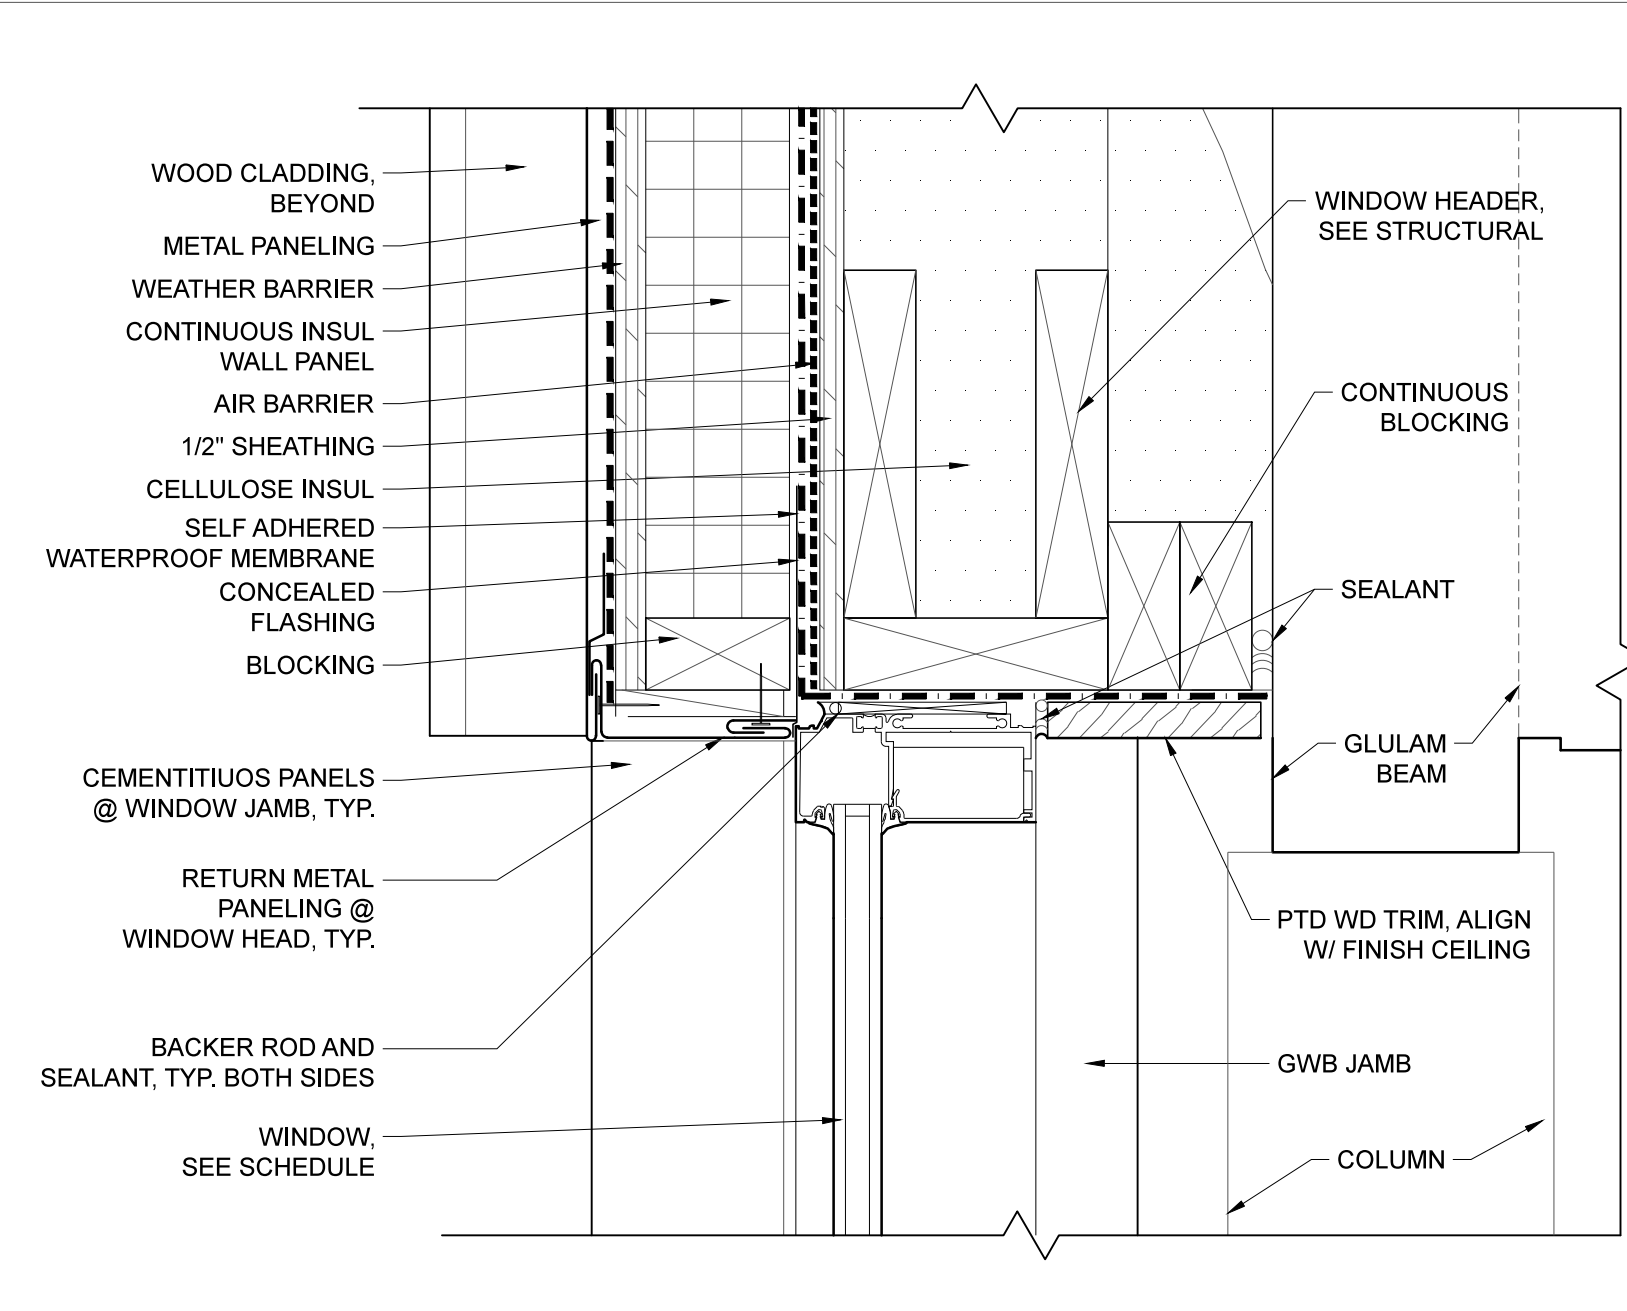 WOOD CLADDING,
BEYOND
METAL PANELING
WEATHER BARRIER
CONTINUOUS INSUL
WALL PANEL
AIR BARRIER
1/2" SHEATHING
CELLULOSE INSUL
SELF ADHERED
WATERPROOF MEMBRANE
CONCEALED
FLASHING
BLOCKING
CEMENTITIUOS PANELS
@ WINDOW JAMB, TYP.
RETURN METAL
PANELING @
WINDOW HEAD, TYP.
BACKER ROD AND
SEALANT, TYP. BOTH SIDES
WINDOW,
SEE SCHEDULE
WINDOW HEADER,
SEE STRUCTURAL
CONTINUOUS
BLOCKING
SEALANT
GLULAM
BEAM
PTD WD TRIM, ALIGN
W/ FINISH CEILING
GWB JAMB
COLUMN